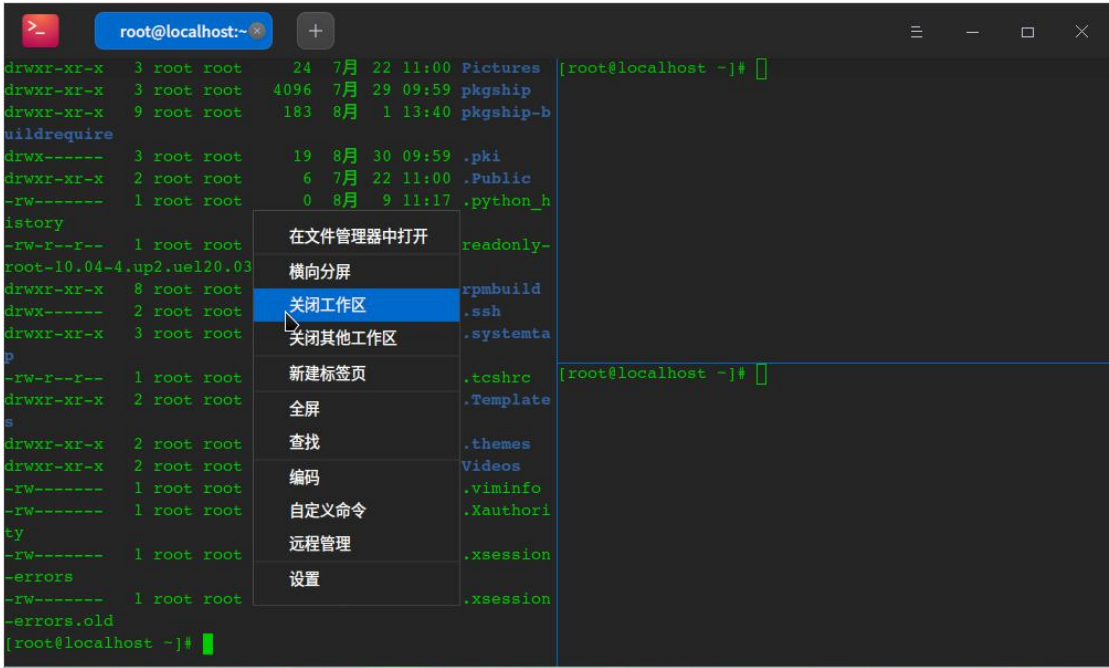 root@localhost:~
drwxr-xr-x 3 root root 24 7月 22 11:00 Pictures
drwxr-xr-x 3 root root 4096 7月 29 09:59 pkgship
drwxr-xr-x 9 root root 183 8月 1 13:40 pkgship-b
uildrequire
drwx------ 3 root root 19 8月 30 09:59 .pki
drwxr-xr-x 2 root root 6 7月 22 11:00 .Public
-rw------- 1 root root 0 8月 9 11:17 .python_h
istory
-rw-r--r-- 1 root root readonly-
root-10.04-4.up2.uel20.03
drwxr-xr-x 8 root root rpmbuild
drwx------ 2 root root .ssh
drwxr-xr-x 3 root root .systemta
p
-rw-r--r-- 1 root root .tcshrc
drwxr-xr-x 2 root root .Template
s
drwxr-xr-x 2 root root .themes
drwxr-xr-x 2 root root Videos
-rw------- 1 root root .viminfo
-rw------- 1 root root .Xauthori
ty
-rw------- 1 root root .xsession
-errors
-rw------- 1 root root .xsession
-errors.old
[root@localhost ~]#
在文件管理器中打开
横向分屏
关闭工作区
关闭其他工作区
新建标签页
全屏
查找
编码
自定义命令
远程管理
设置
[root@localhost ~]#
[root@localhost ~]#